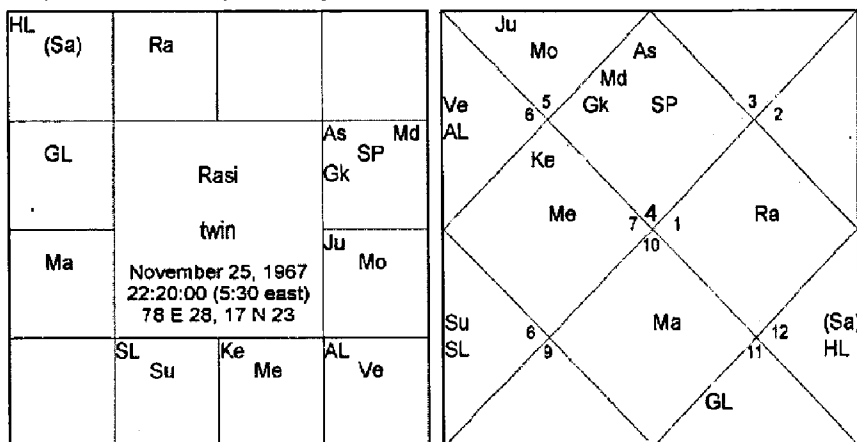 HL
(Sa)
Ra
GL
As Md
SP
Gk
Rasi
twin
November 25, 1967
22:20:00 (5:30 east)
78 E 28, 17 N 23
Ma
Ju
Mo
SL
Su
Ke
Me
AL
Ve
Ju
Mo
As
Md
Gk
SP
Ve
AL
6 5
3 2
Ke
Me
7 4 1
10
Ra
Su
SL
6
9
Ma
12
11
(Sa)
HL
GL